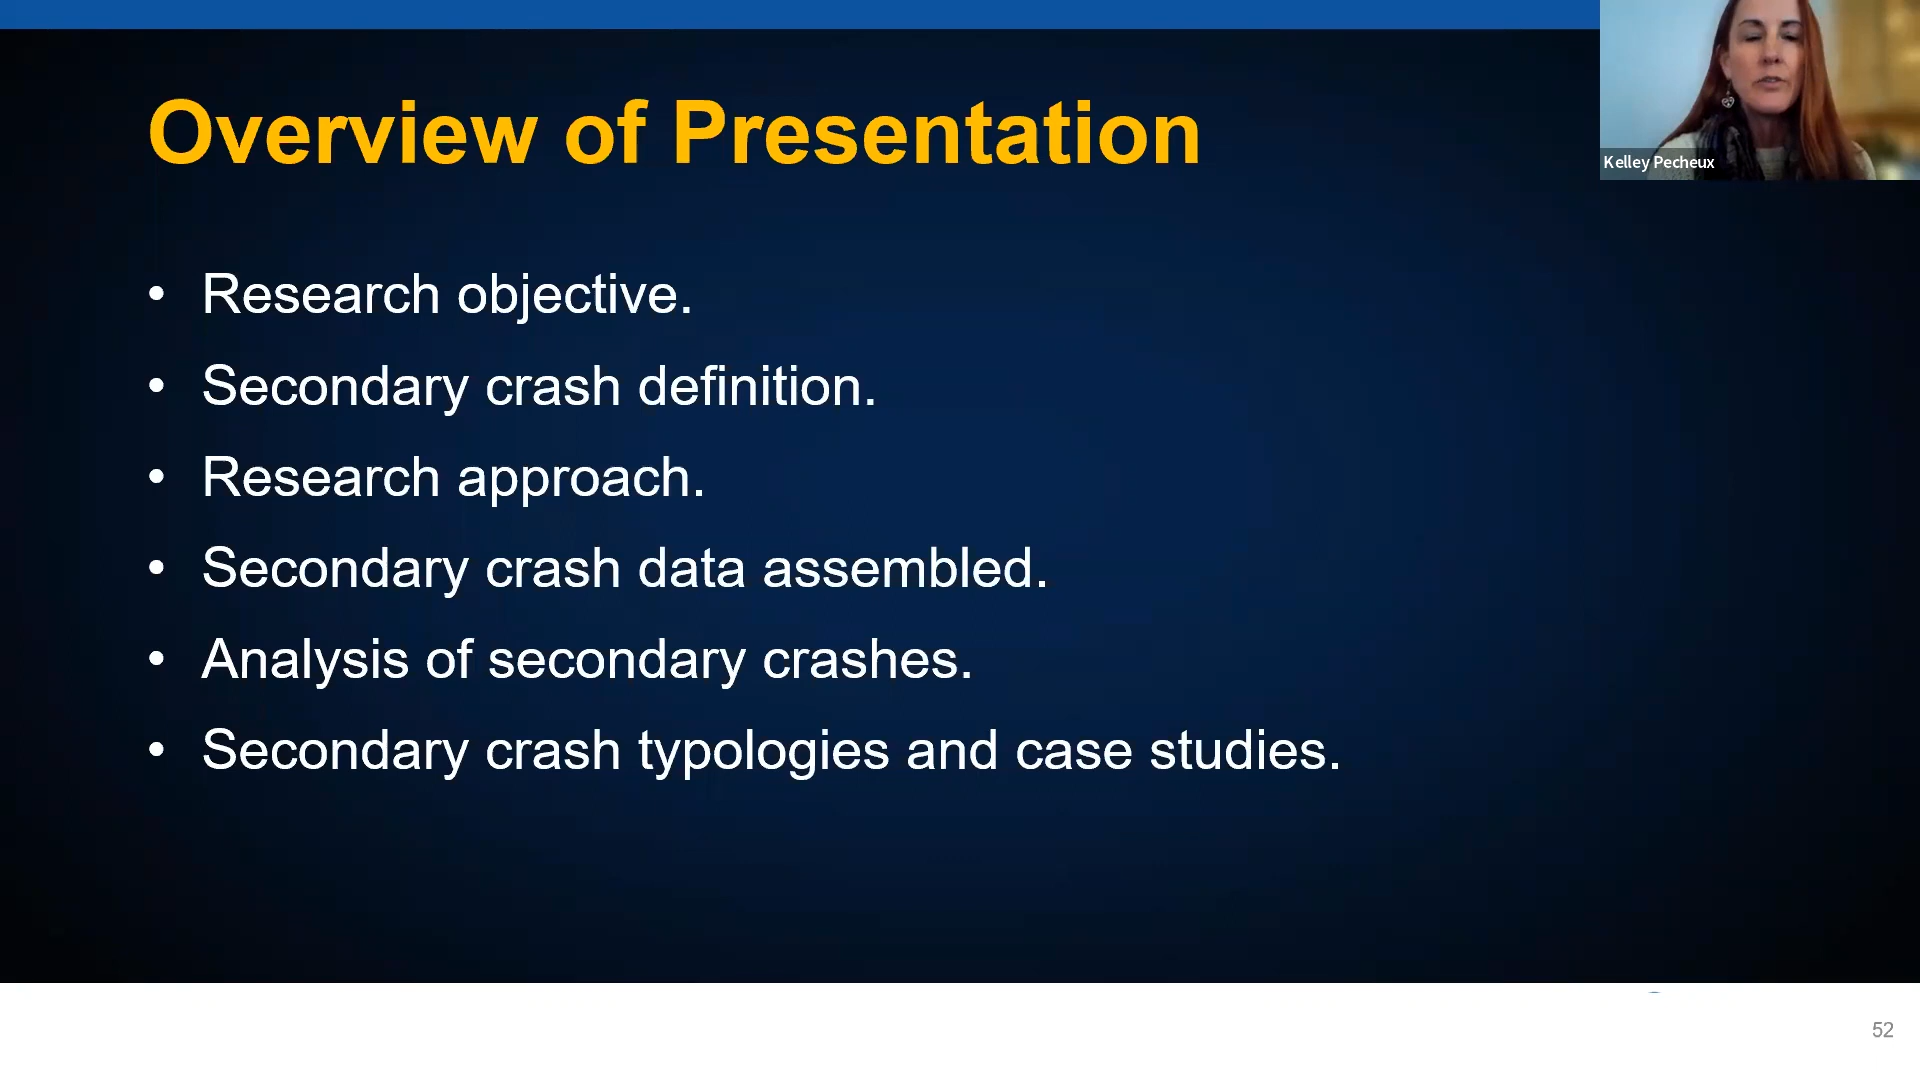 Overview of Presentation
Kelley Pecheux
• Research objective.
• Secondary crash definition.
• Research approach.
• Secondary crash data assembled.
• Analysis of secondary crashes.
• Secondary crash typologies and case studies.
52